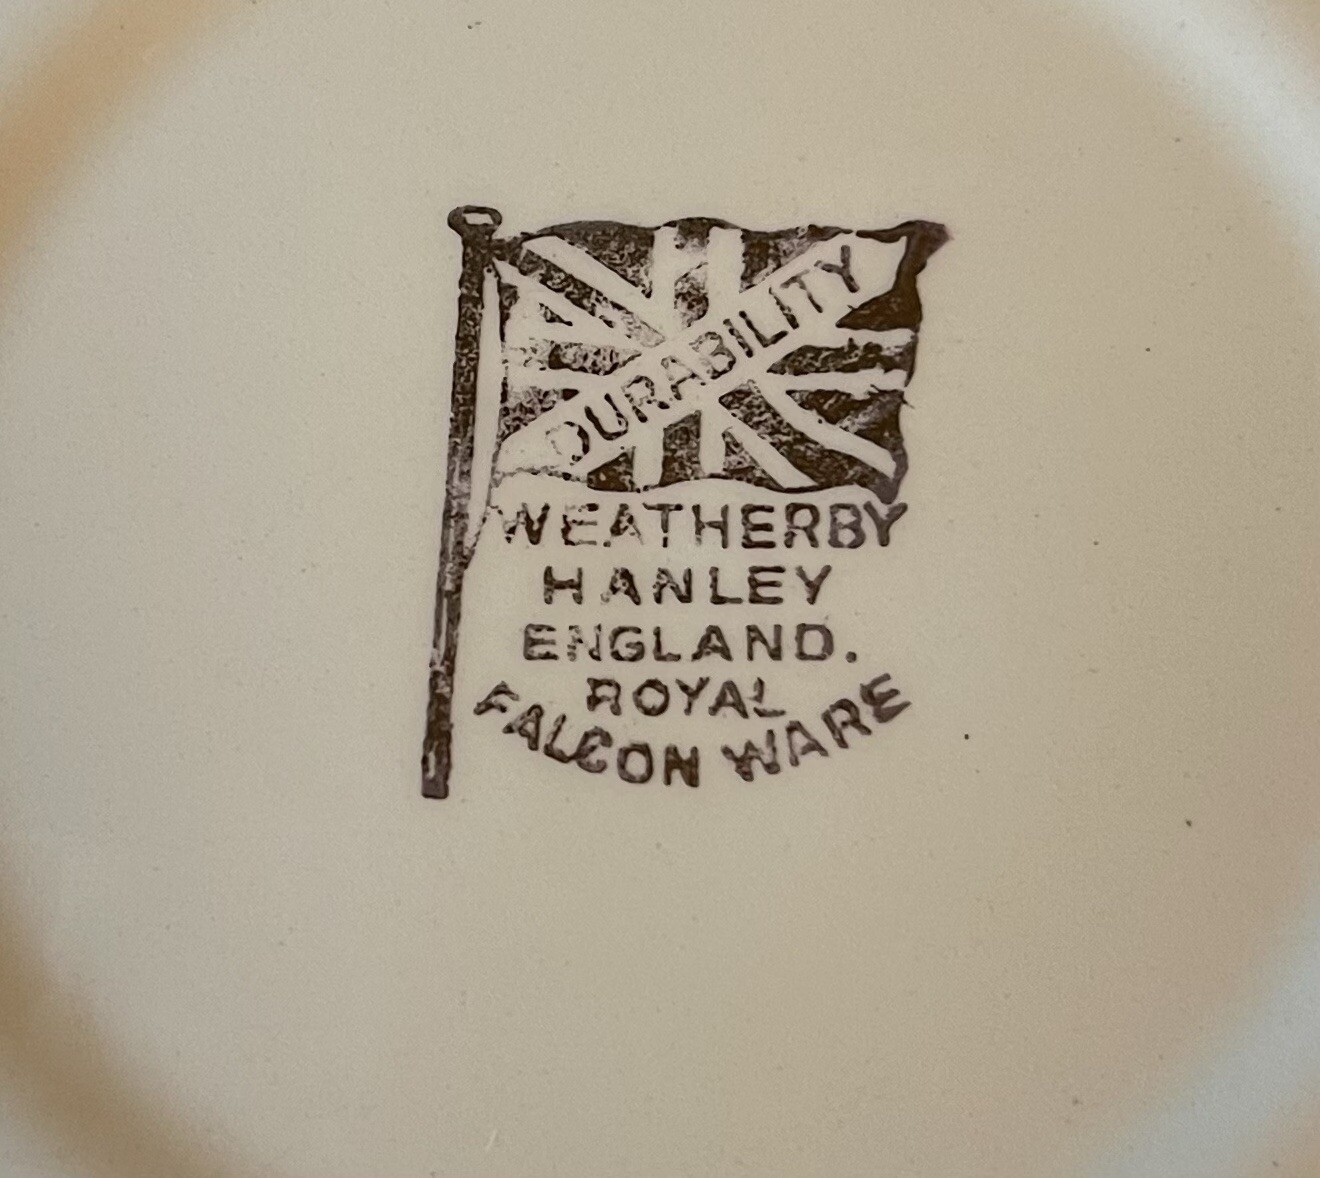 DURABILITY
WEATHERBY
HANLEY
ENGLAND.
ROYAL
FALCON WARE